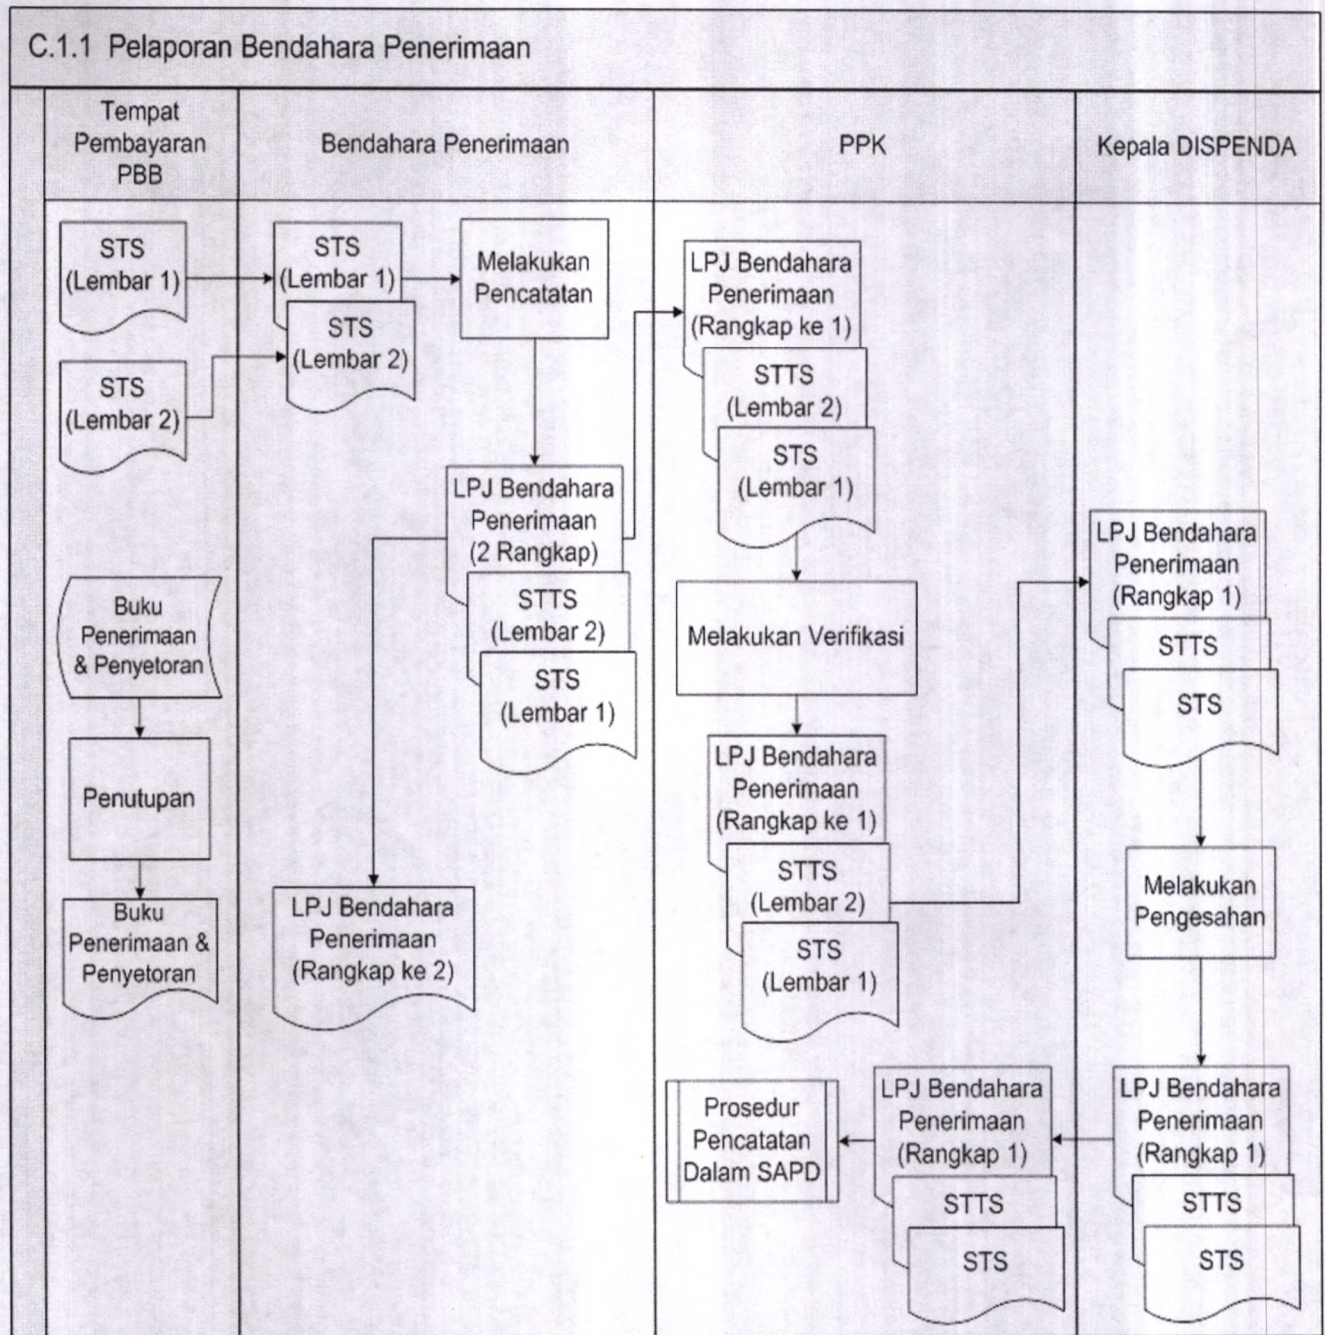 C.1.1 Pelaporan Bendahara Penerimaan
Tempat
Pembayaran
PBB
Bendahara Penerimaan
PPK
Kepala DISPENDA
STS
(Lembar 1)
STS
(Lembar 2)
Buku
Penerimaan
& Penyetoran
Penutupan
Buku
Penerimaan &
Penyetoran
STS
(Lembar 1)
STS
(Lembar 2)
Melakukan
Pencatatan
LPJ Bendahara
Penerimaan
(2 Rangkap)
STTS
(Lembar 2)
STS
(Lembar 1)
LPJ Bendahara
Penerimaan
(Rangkap ke 2)
LPJ Bendahara
Penerimaan
(Rangkap ke 1)
STTS
(Lembar 2)
STS
(Lembar 1)
Melakukan Verifikasi
LPJ Bendahara
Penerimaan
(Rangkap ke 1)
STTS
(Lembar 2)
STS
(Lembar 1)
LPJ Bendahara
Penerimaan
(Rangkap 1)
STTS
STS
Melakukan
Pengesahan
LPJ Bendahara
Penerimaan
(Rangkap 1)
STTS
STS
LPJ Bendahara
Penerimaan
(Rangkap 1)
STTS
STS
Prosedur
Pencatatan
Dalam SAPD